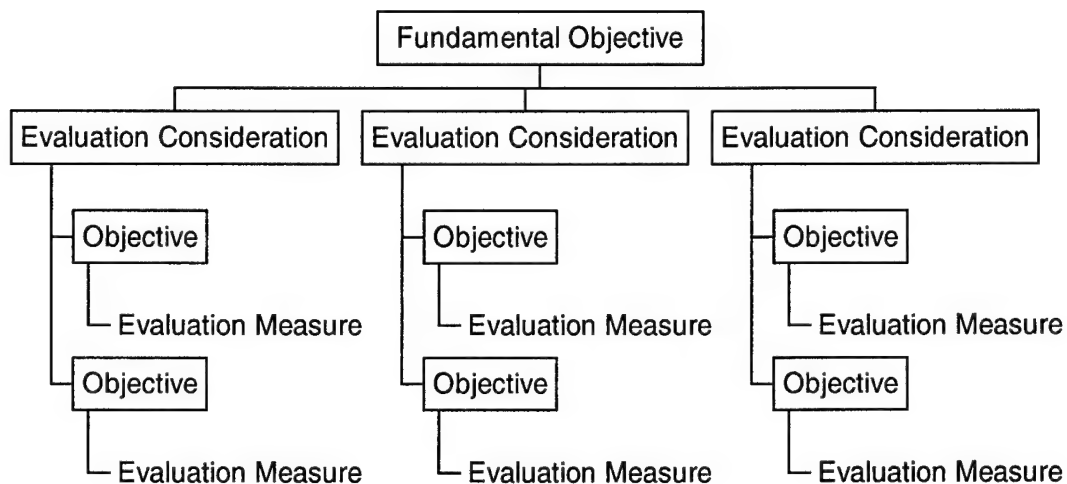 Fundamental Objective
Evaluation Consideration
Evaluation Consideration
Evaluation Consideration
Objective
Objective
Objective
Evaluation Measure
Evaluation Measure
Evaluation Measure
Objective
Objective
Objective
Evaluation Measure
Evaluation Measure
Evaluation Measure